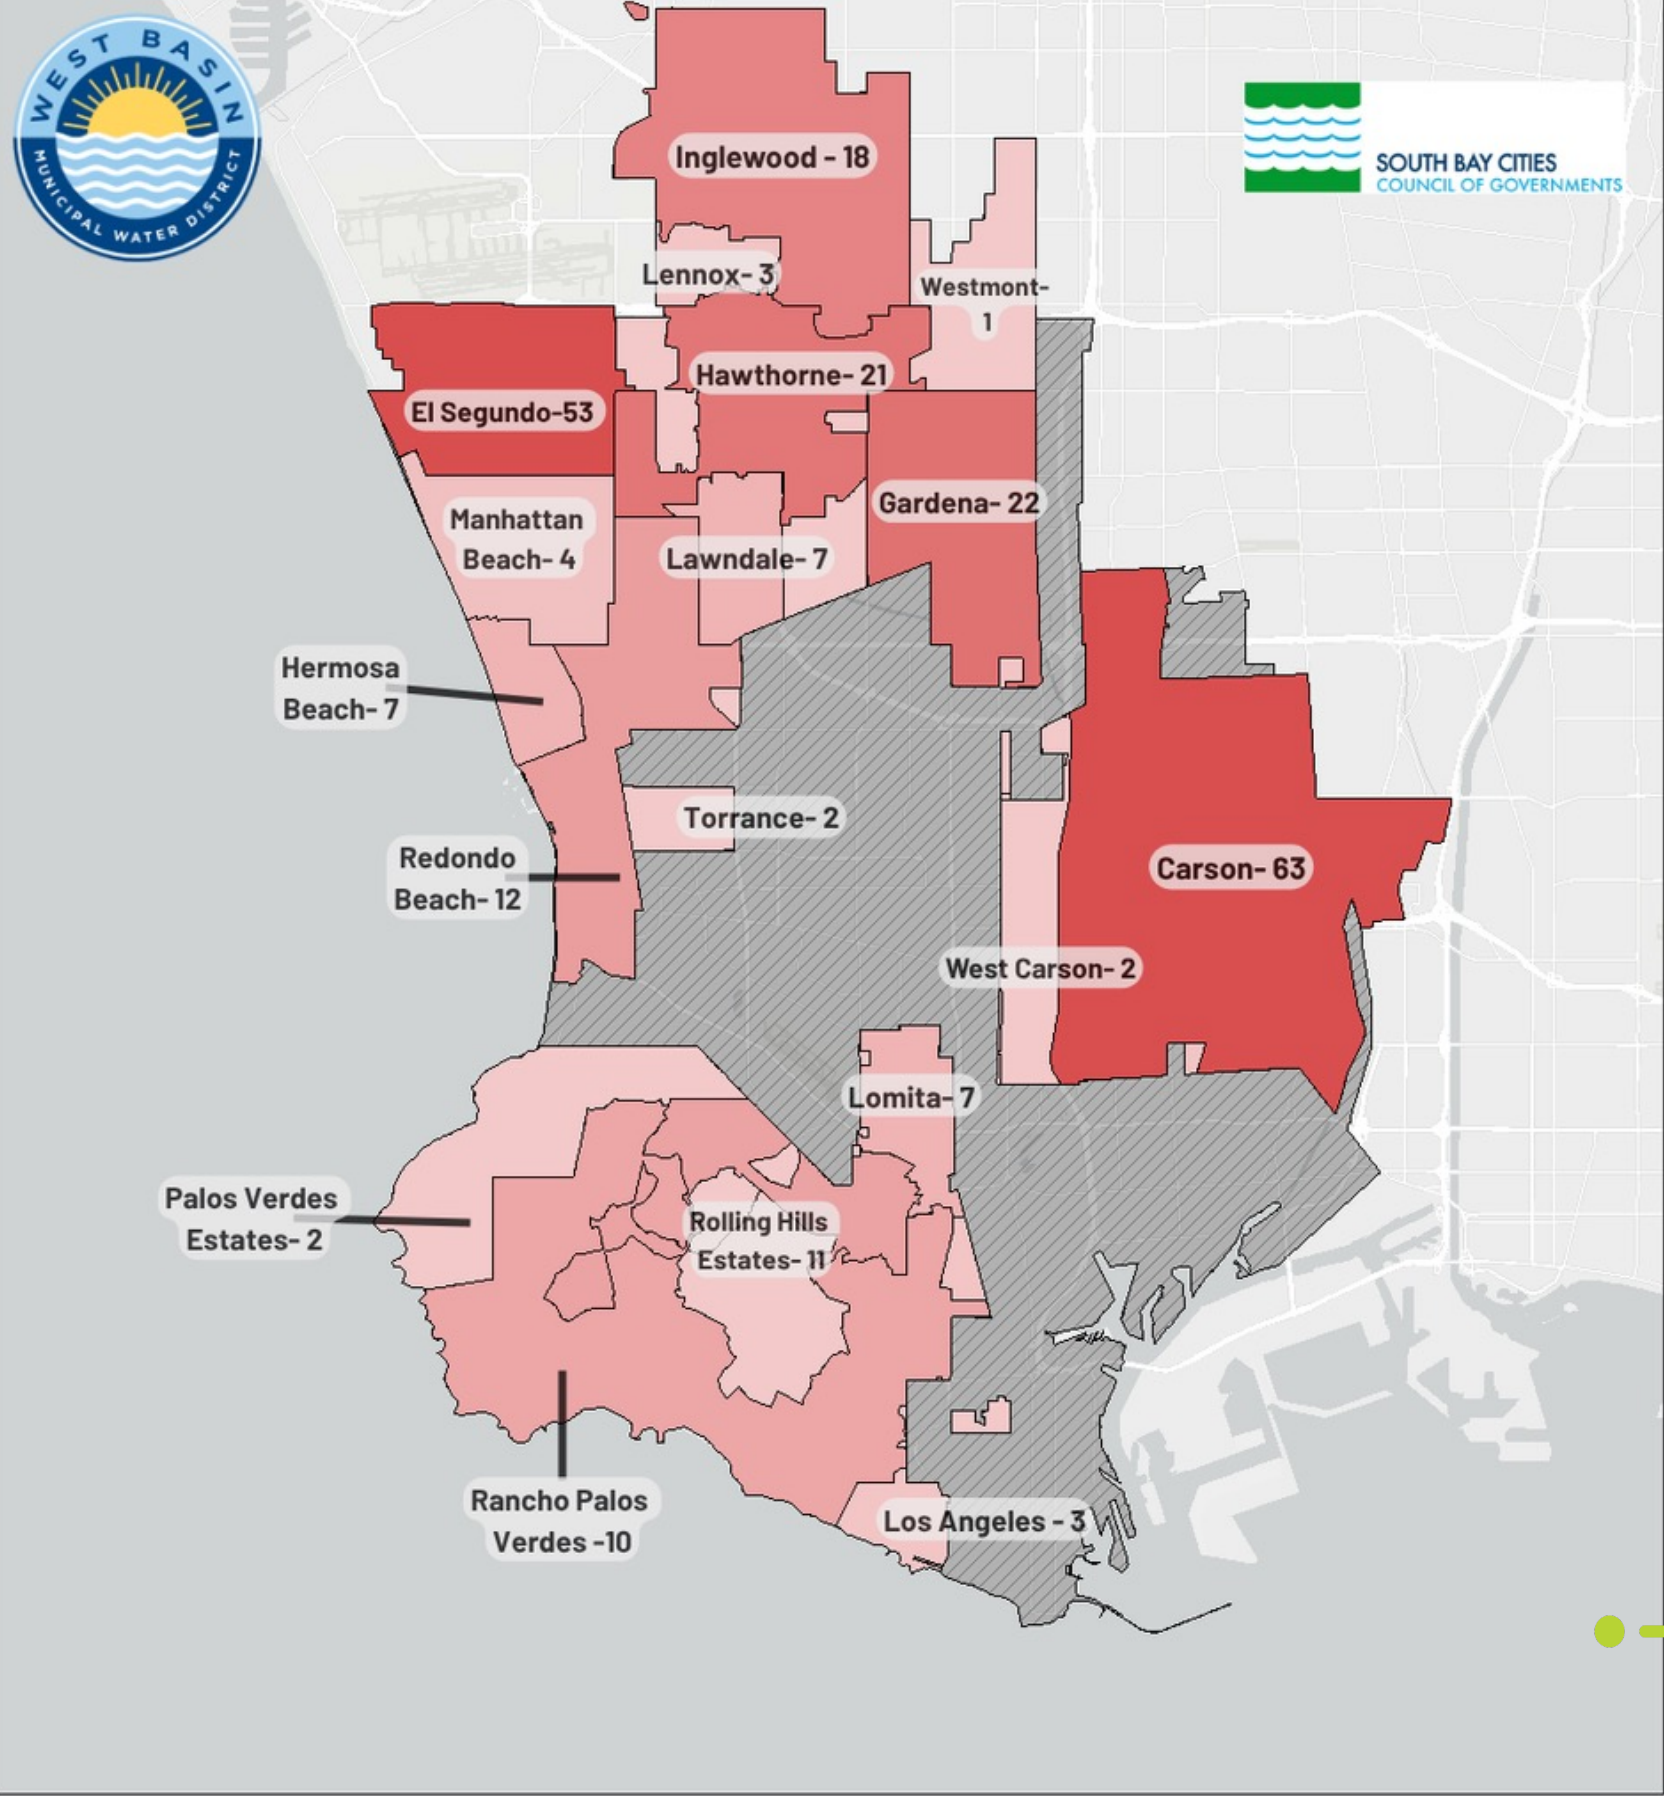 WEST BASIN
MUNICIPAL WATER DISTRICT
SOUTH BAY CITIES
COUNCIL OF GOVERNMENTS
Inglewood - 18
Lennox- 3
Westmont-
1
Hawthorne- 21
El Segundo-53
Gardena- 22
Manhattan
Beach- 4
Lawndale- 7
Hermosa
Beach- 7
Torrance- 2
Redondo
Beach- 12
Carson- 63
West Carson- 2
Lomita- 7
Palos Verdes
Estates- 2
Rolling Hills
Estates- 11
Rancho Palos
Verdes -10
Los Angeles - 3